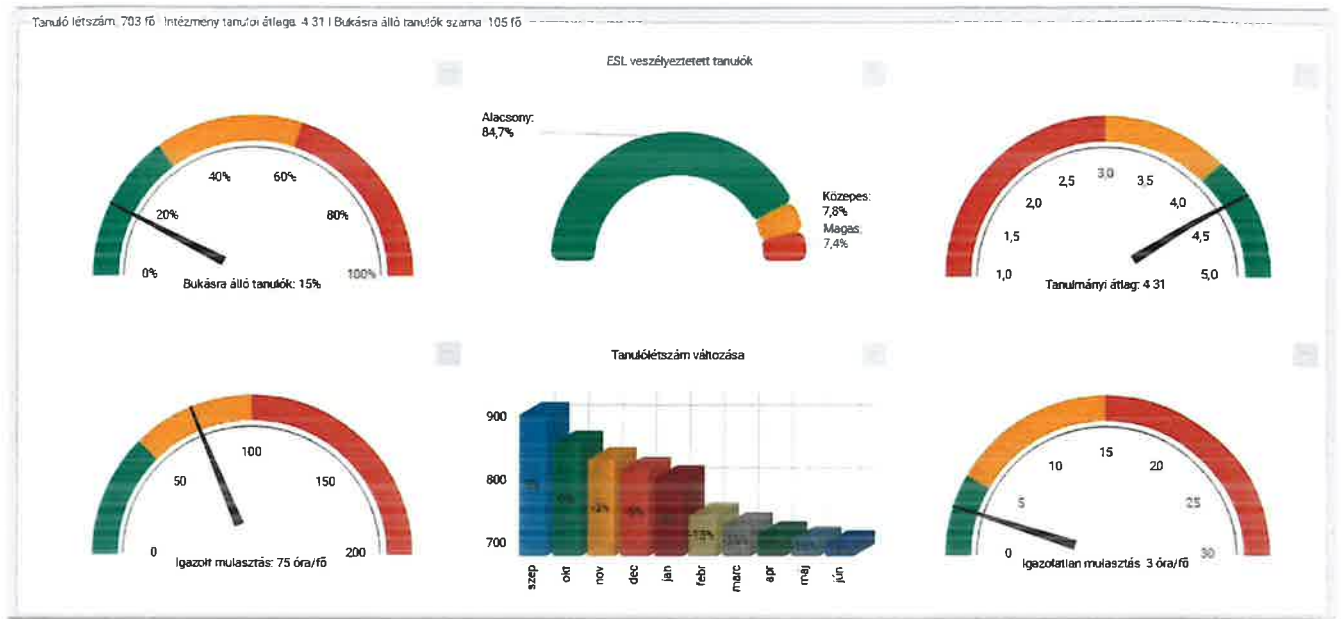 Tanuló létszám: 703 fő | Intézmény tanulói átlaga: 4.31 | Bukásra álló tanulók száma: 105 fő
0%
20%
40%
60%
80%
100%
Bukásra álló tanulók: 15%
ESL veszélyeztetett tanulók
Alacsony:
84,7%
Közepes:
7,8%
Magas:
7,4%
1,0
1,5
2,0
2,5
3,0
3,5
4,0
4,5
5,0
Tanulmányi átlag: 4.31
0
50
100
150
200
Igazolt mulasztás: 75 óra/fő
Tanulólétszám változása
900
800
700
szep
okt
nov
dec
jan
febr
márc
ápr
máj
jún
0
5
10
15
20
25
30
Igazolatlan mulasztás: 3 óra/fő